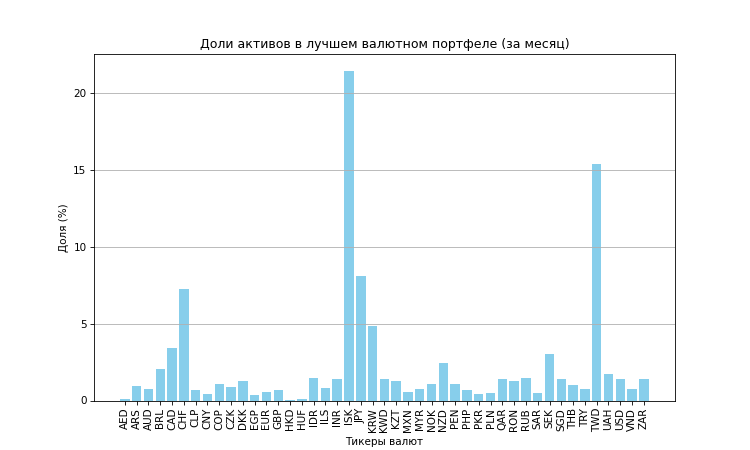 Доли активов в лучшем валютном портфеле (за месяц)
Доля (%)
20
15
10
5
0
AED ARS AUD BRL CAD CHF CLP CNY COP CZK DKK EGP EUR GBP HKD HUF IDR ILS INR ISK JPY KRW KWD KZT MXN MYR NOK NZD PEN PHP PKR PLN QAR RON RUB SAR SEK SGD THB TRY TWD UAH USD VND ZAR
Тикеры валют